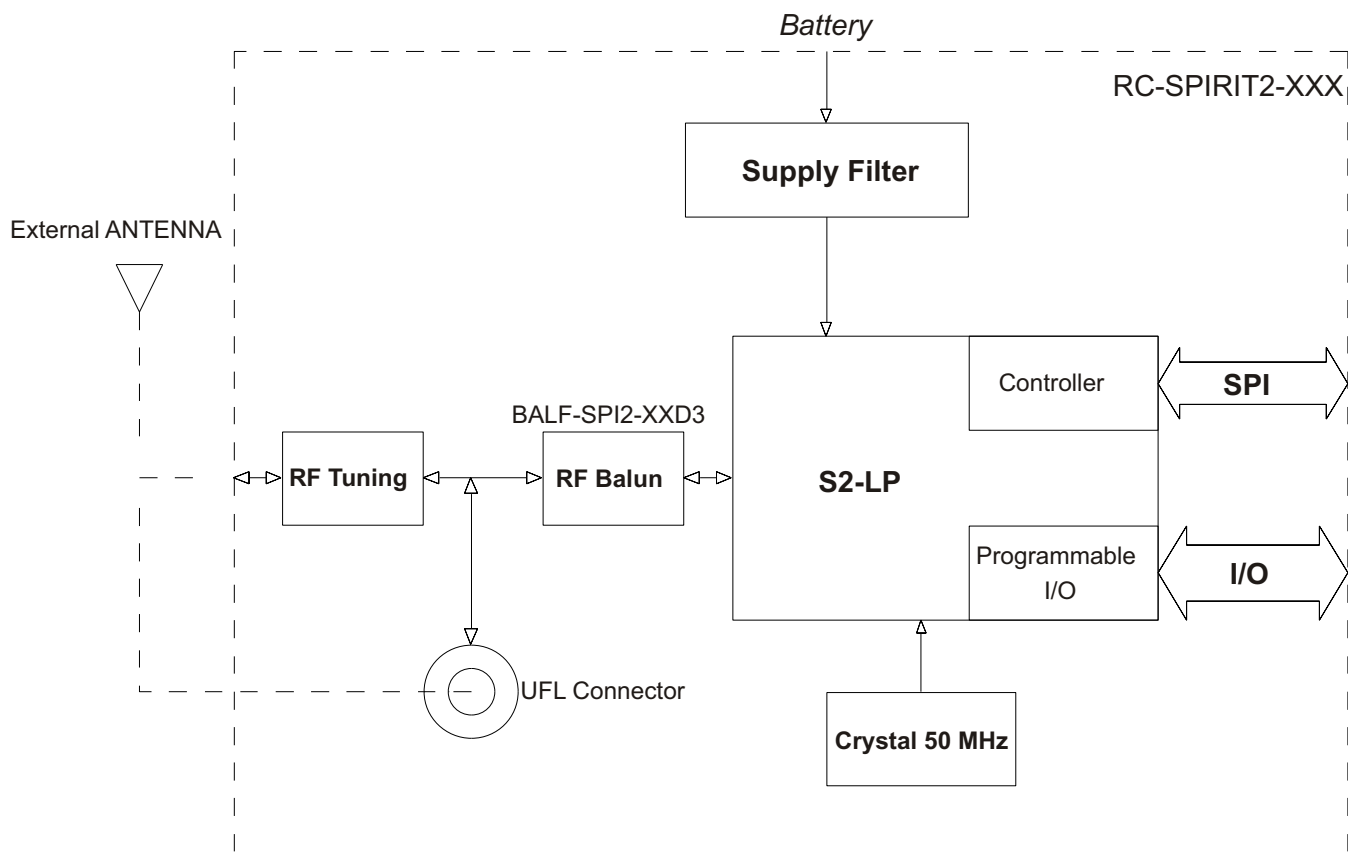 Battery
RC-SPIRIT2-XXX
Supply Filter
External ANTENNA
Controller
SPI
BALF-SPI2-XXD3
RF Tuning
RF Balun
S2-LP
Programmable
I/O
I/O
UFL Connector
Crystal 50 MHz